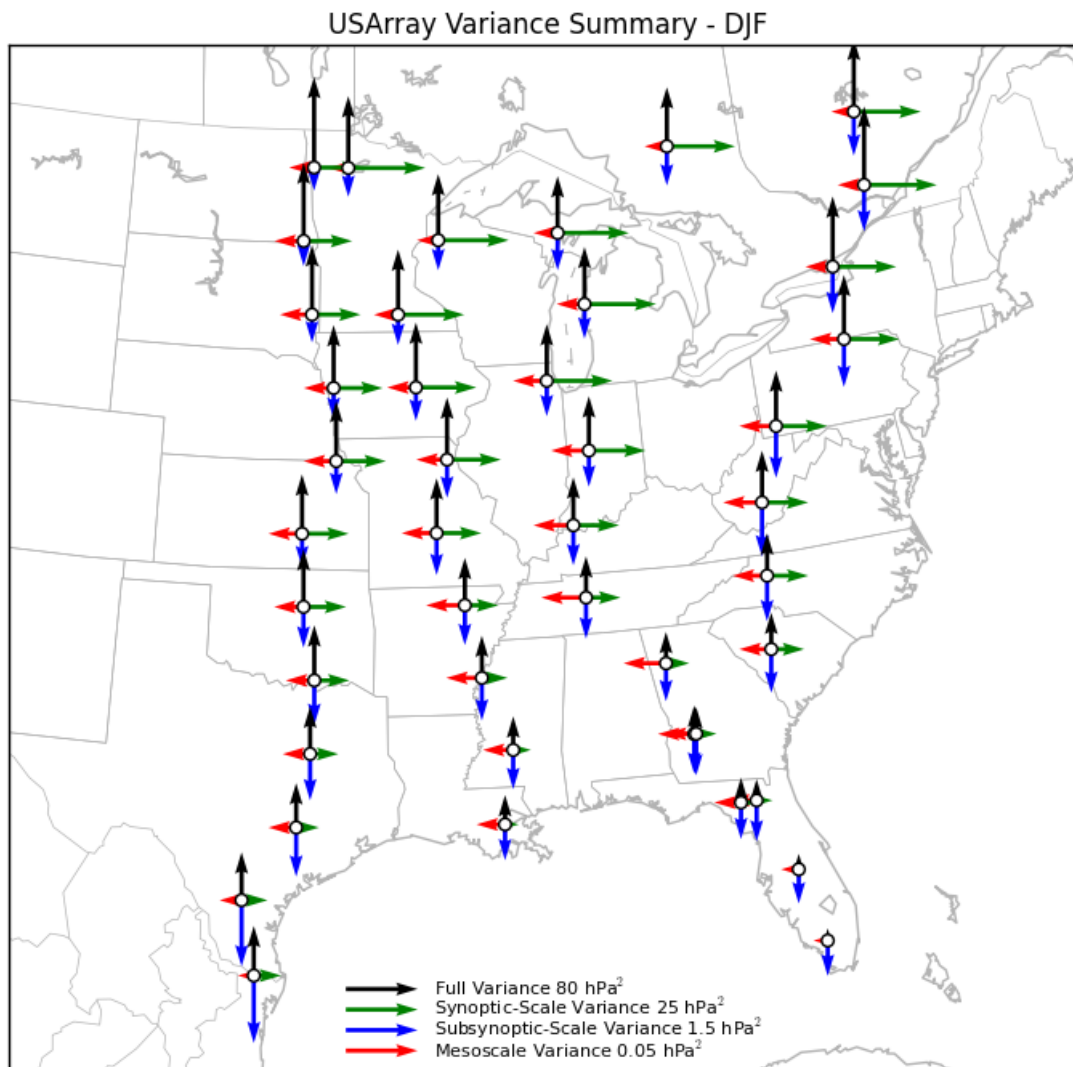 USArray Variance Summary - DJF
Full Variance 80 hPa²
Synoptic-Scale Variance 25 hPa²
Subsynoptic-Scale Variance 1.5 hPa²
Mesoscale Variance 0.05 hPa²